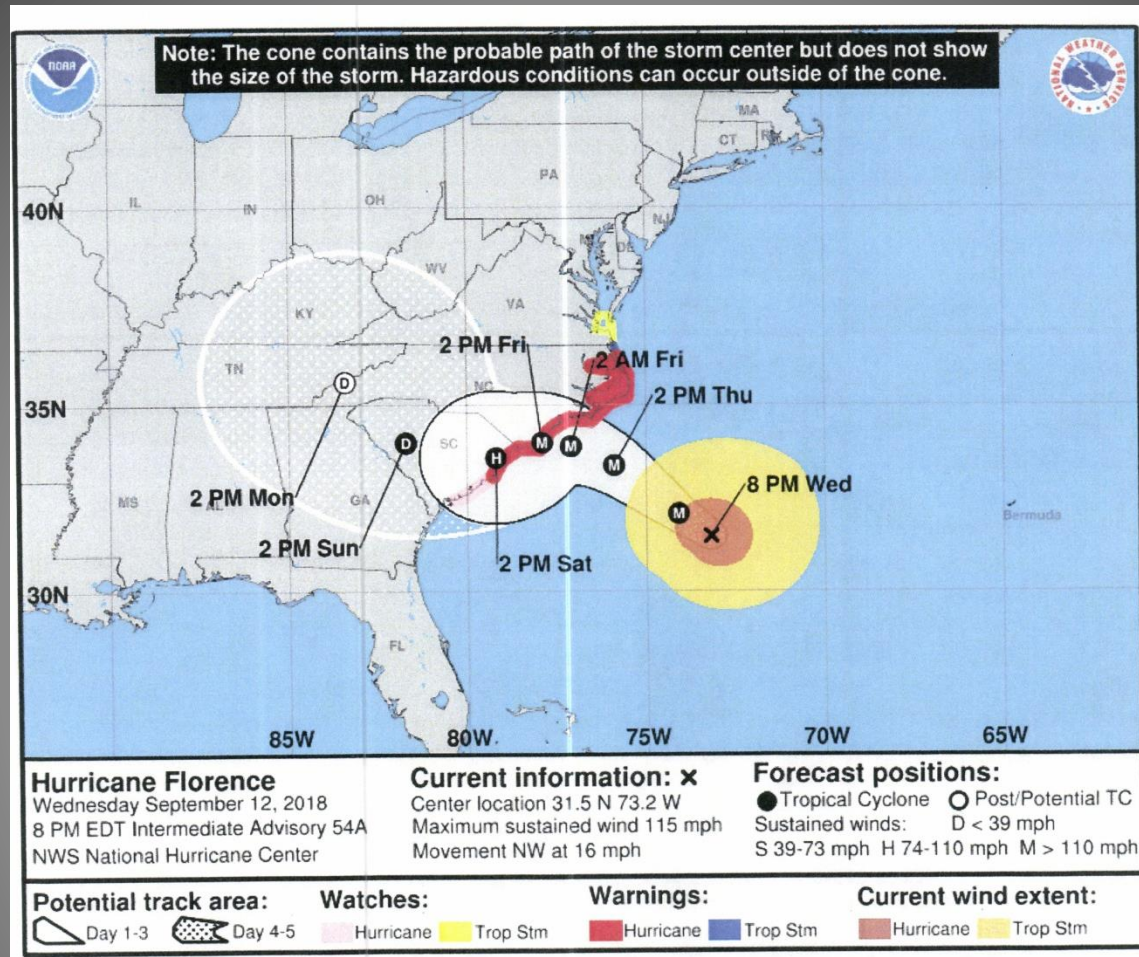 Note: The cone contains the probable path of the storm center but does not show
the size of the storm. Hazardous conditions can occur outside of the cone.
NOAA
NATIONAL WEATHER SERVICE
MA
CT
RI
PA
NJ
40N
IL
IN
OH
DE
WV
VA
KY
2 PM Fri
2 AM Fri
TN
D
NC
2 PM Thu
35N
SC
D
H
M
M
M
M
2 PM Mon
8 PM Wed
MS
AL
GA
Bermuda
2 PM Sun
2 PM Sat
30N
FL
85W
80W
75W
70W
65W
Hurricane Florence
Wednesday September 12, 2018
8 PM EDT Intermediate Advisory 54A
NWS National Hurricane Center
Current information: x
Center location 31.5 N 73.2 W
Maximum sustained wind 115 mph
Movement NW at 16 mph
Forecast positions:
Tropical Cyclone Post/Potential TC
Sustained winds: D < 39 mph
S 39-73 mph H 74-110 mph M > 110 mph
Potential track area:
Day 1-3 Day 4-5
Watches:
Hurricane Trop Stm
Warnings:
Hurricane Trop Stm
Current wind extent:
Hurricane Trop Stm